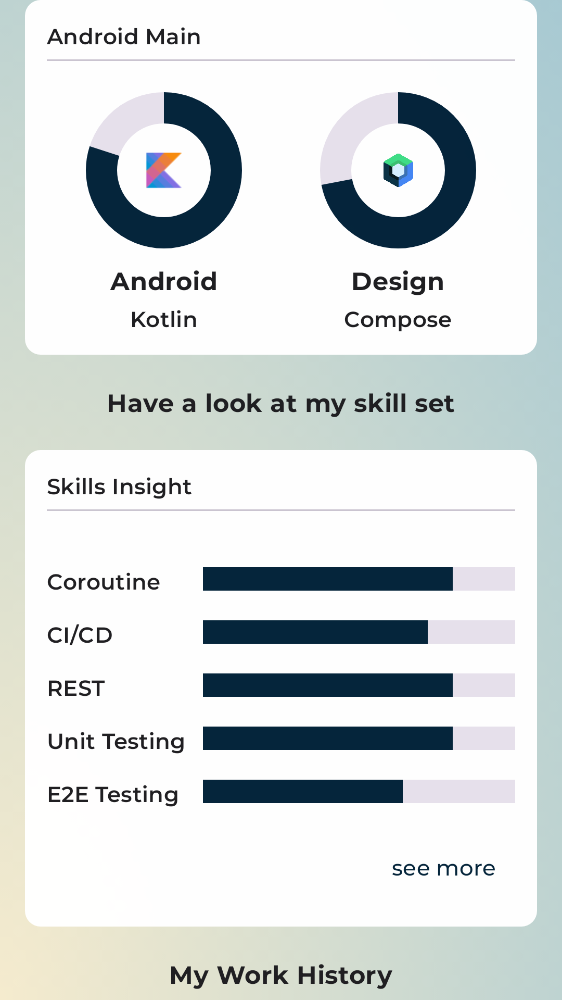 Android Main
Android
Design
Kotlin
Compose
Have a look at my skill set
Skills Insight
Coroutine
CI/CD
REST
Unit Testing
E2E Testing
see more
My Work History